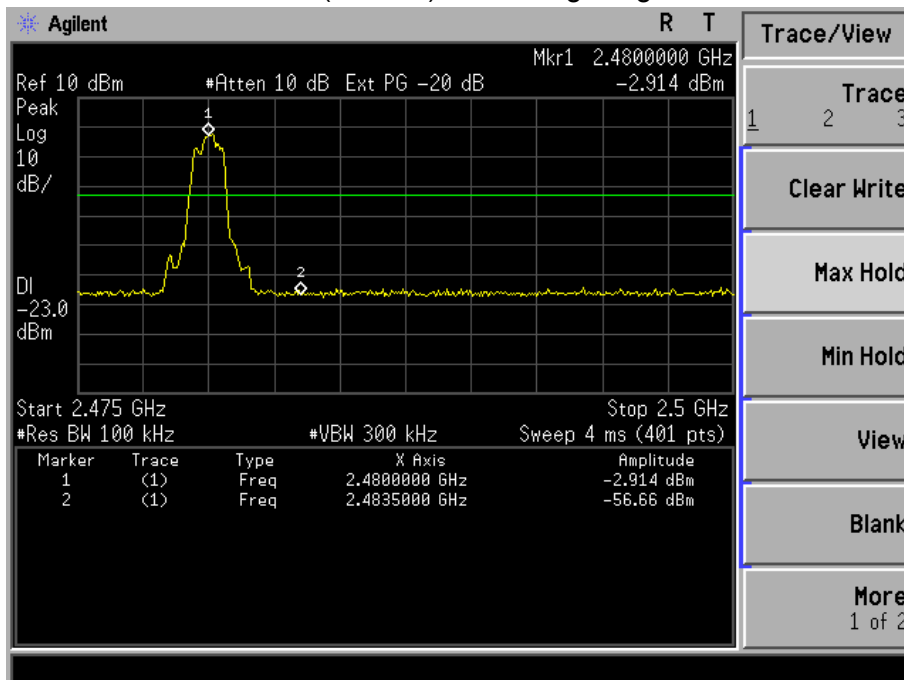 Agilent R T
Mkr1 2.4800000 GHz
Ref 10 dBm #Atten 10 dB Ext PG -20 dB -2.914 dBm
Peak
Log
10
dB/
1
2
DI
-23.0
dBm
Start 2.475 GHz Stop 2.5 GHz
#Res BW 100 kHz #VBW 300 kHz Sweep 4 ms (401 pts)
Marker Trace Type X Axis Amplitude
1 (1) Freq 2.4800000 GHz -2.914 dBm
2 (1) Freq 2.4835000 GHz -56.66 dBm
Trace/View
Trace
1 2 3
Clear Write
Max Hold
Min Hold
View
Blank
More
1 of 2